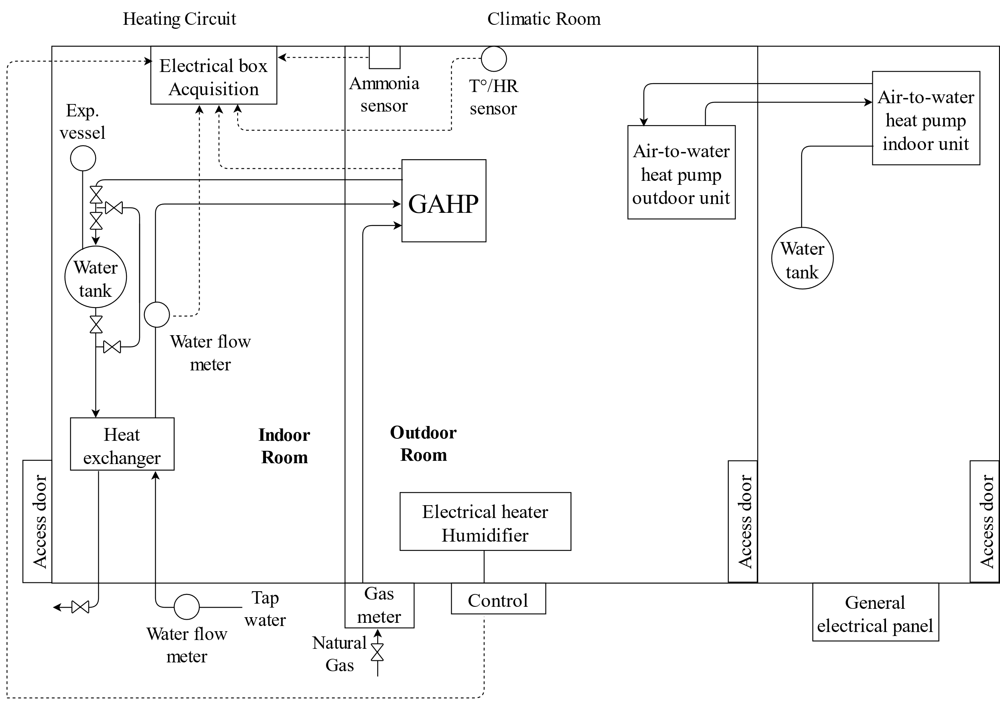 Heating Circuit
Climatic Room
Electrical box
Acquisition
Ammonia
sensor
T°/HR
sensor
Air-to-water
heat pump
indoor unit
Exp.
vessel
Air-to-water
heat pump
outdoor unit
GAHP
Water
tank
Water
tank
Water flow
meter
Heat
exchanger
Indoor
Room
Outdoor
Room
Access door
Electrical heater
Humidifier
Access door
Access door
Tap
water
Gas
meter
Control
General
electrical panel
Water flow
meter
Natural
Gas